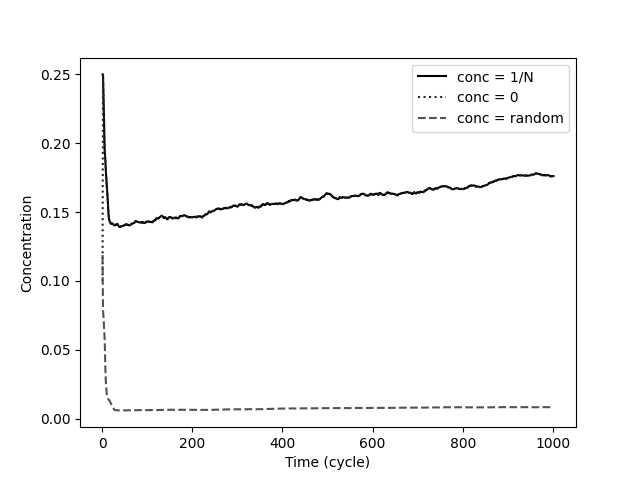 conc = 1/N
conc = 0
conc = random
0.25
0.20
0.15
0.10
0.05
0.00
Concentration
0 200 400 600 800 1000
Time (cycle)